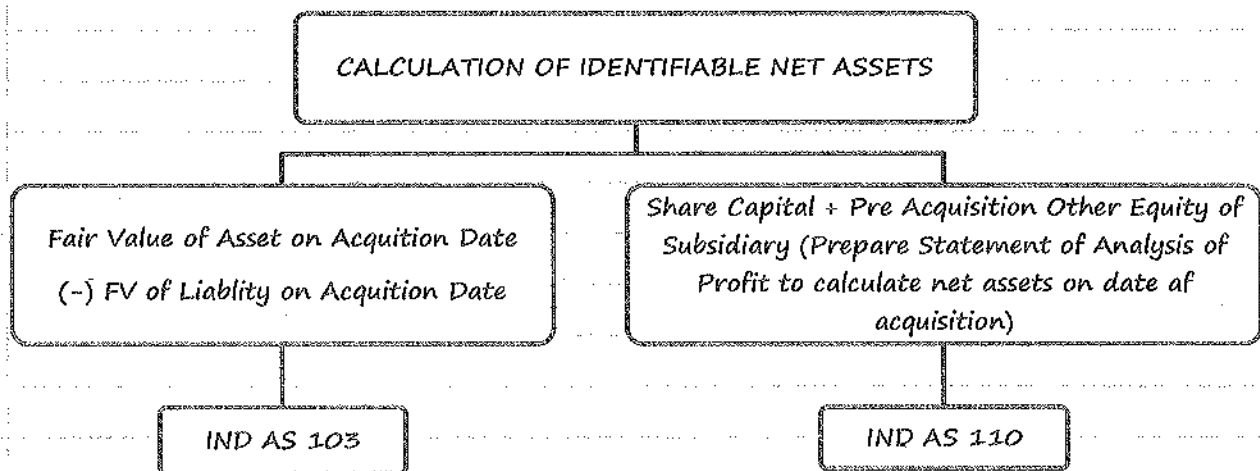 CALCULATION OF IDENTIFIABLE NET ASSETS
Fair Value of Asset on Acquition Date
(-) FV of Liablity on Acquition Date
Share Capital + Pre Acquisition Other Equity of
Subsidiary (Prepare Statement of Analysis of
Profit to calculate net assets on date af
acquisition)
IND AS 103
IND AS 110